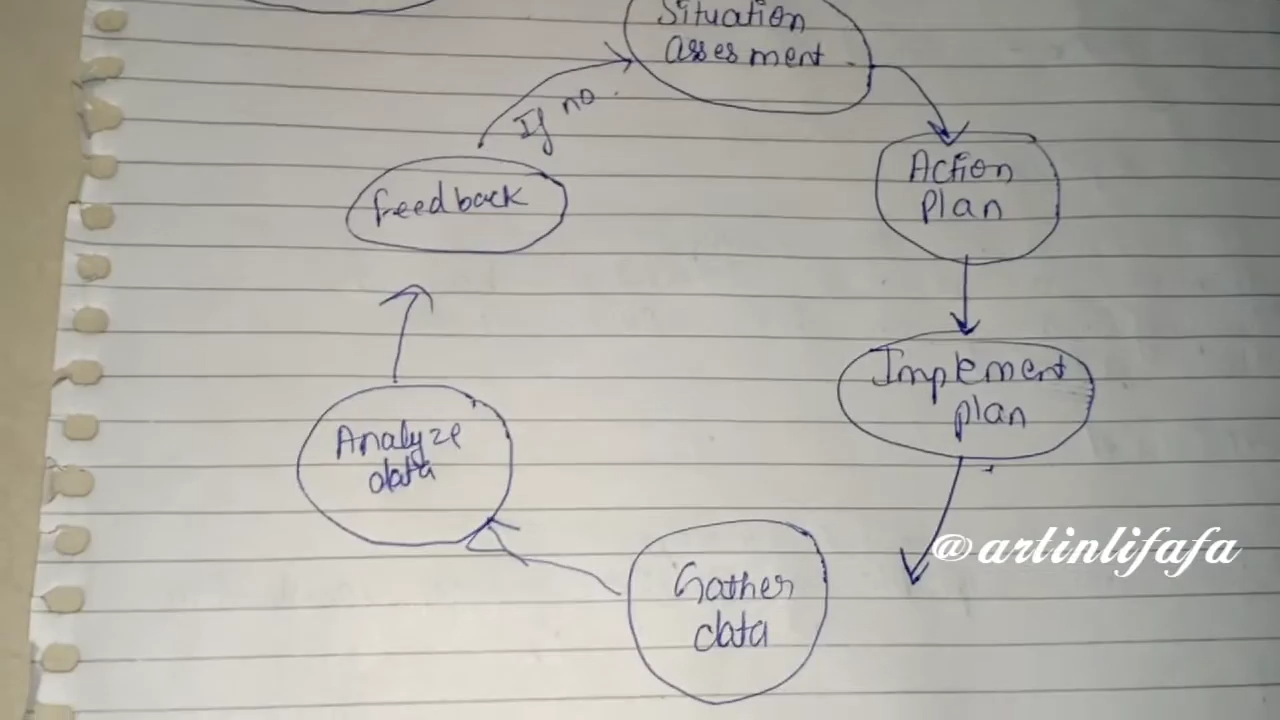 Situation
assesment
If no.
Action
plan
feedback
Implement
plan
Analyze
data
@artinlifafa
Gather
data